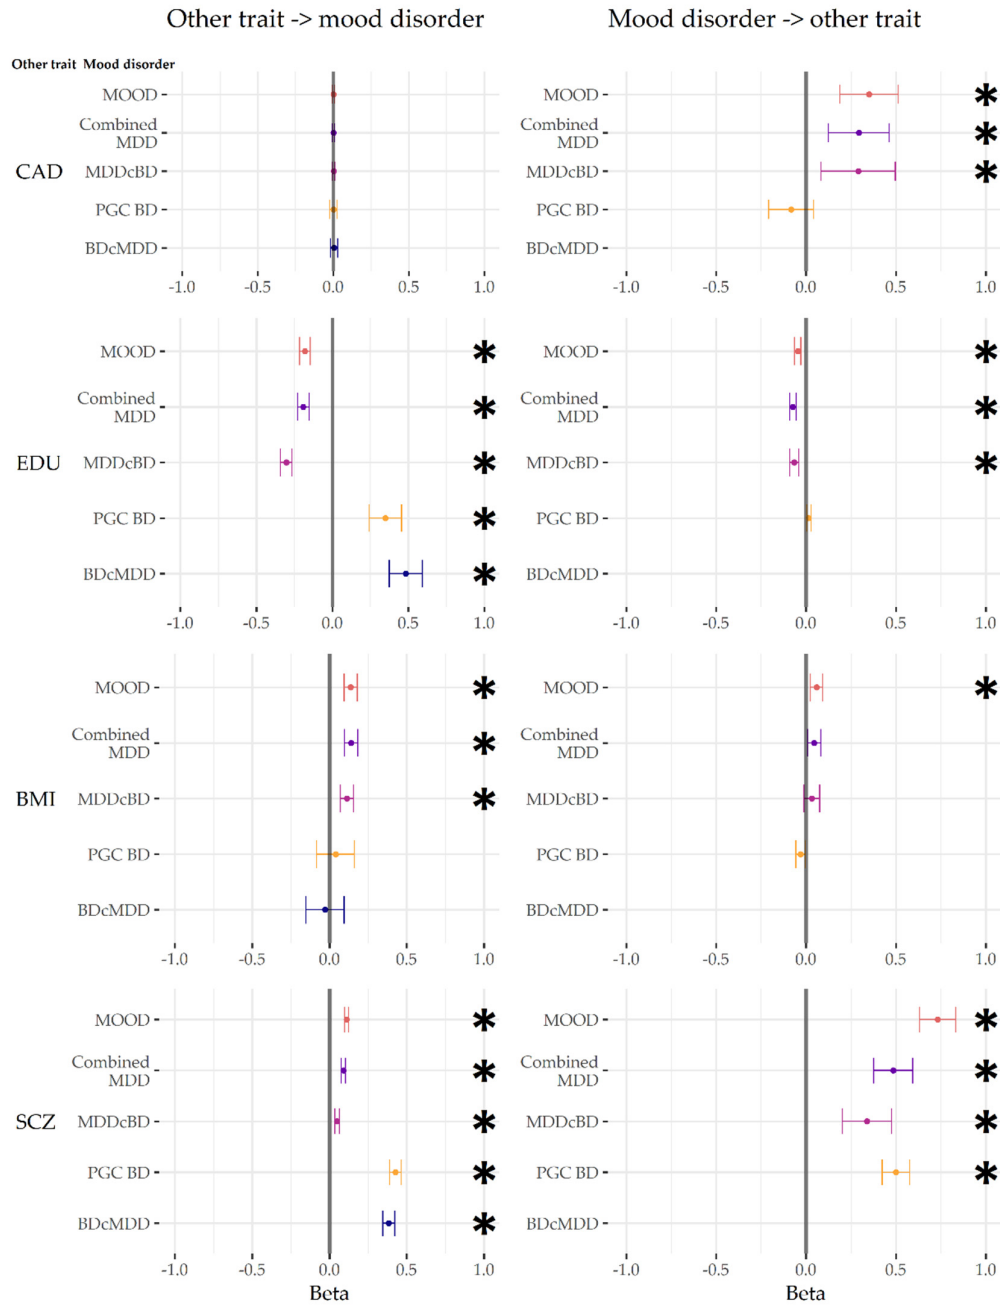 Other trait -> mood disorder
Mood disorder -> other trait
Other trait Mood disorder
CAD
MOOD
Combined
MDD
MDDcBD
PGC BD
BDcMDD
-1.0 -0.5 0.0 0.5 1.0
MOOD
Combined
MDD
MDDcBD
PGC BD
BDcMDD
-1.0 -0.5 0.0 0.5 1.0
EDU
MOOD
Combined
MDD
MDDcBD
PGC BD
BDcMDD
-1.0 -0.5 0.0 0.5 1.0
MOOD
Combined
MDD
MDDcBD
PGC BD
BDcMDD
-1.0 -0.5 0.0 0.5 1.0
BMI
MOOD
Combined
MDD
MDDcBD
PGC BD
BDcMDD
-1.0 -0.5 0.0 0.5 1.0
MOOD
Combined
MDD
MDDcBD
PGC BD
BDcMDD
-1.0 -0.5 0.0 0.5 1.0
SCZ
MOOD
Combined
MDD
MDDcBD
PGC BD
BDcMDD
-1.0 -0.5 0.0 0.5 1.0
Beta
MOOD
Combined
MDD
MDDcBD
PGC BD
BDcMDD
-1.0 -0.5 0.0 0.5 1.0
Beta